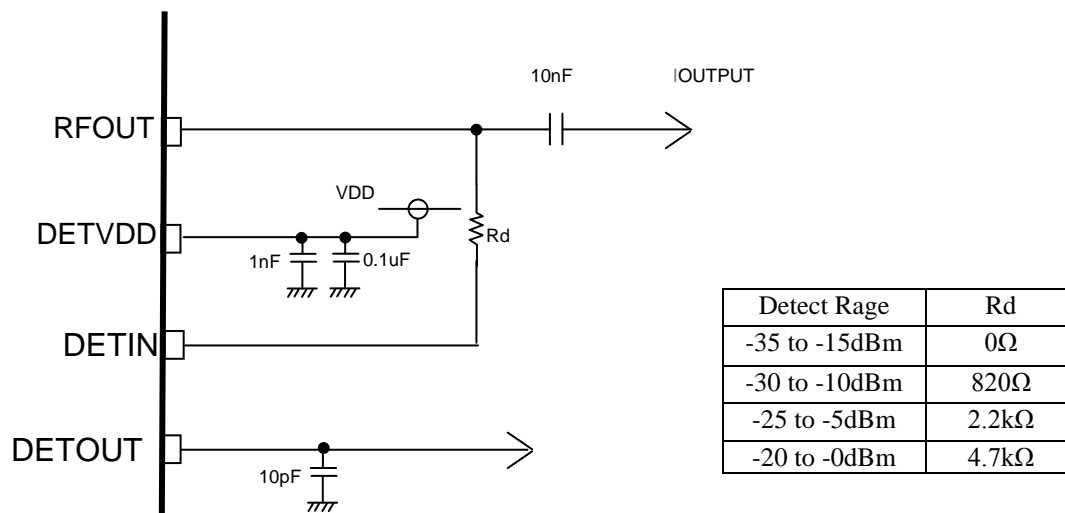 10nF
IOUTPUT
RFOUT
VDD
DETVDD
Rd
1nF
0.1uF
DETIN
DETOUT
10pF
Detect Rage Rd
-35 to -15dBm 0Ω
-30 to -10dBm 820Ω
-25 to -5dBm 2.2kΩ
-20 to -0dBm 4.7kΩ